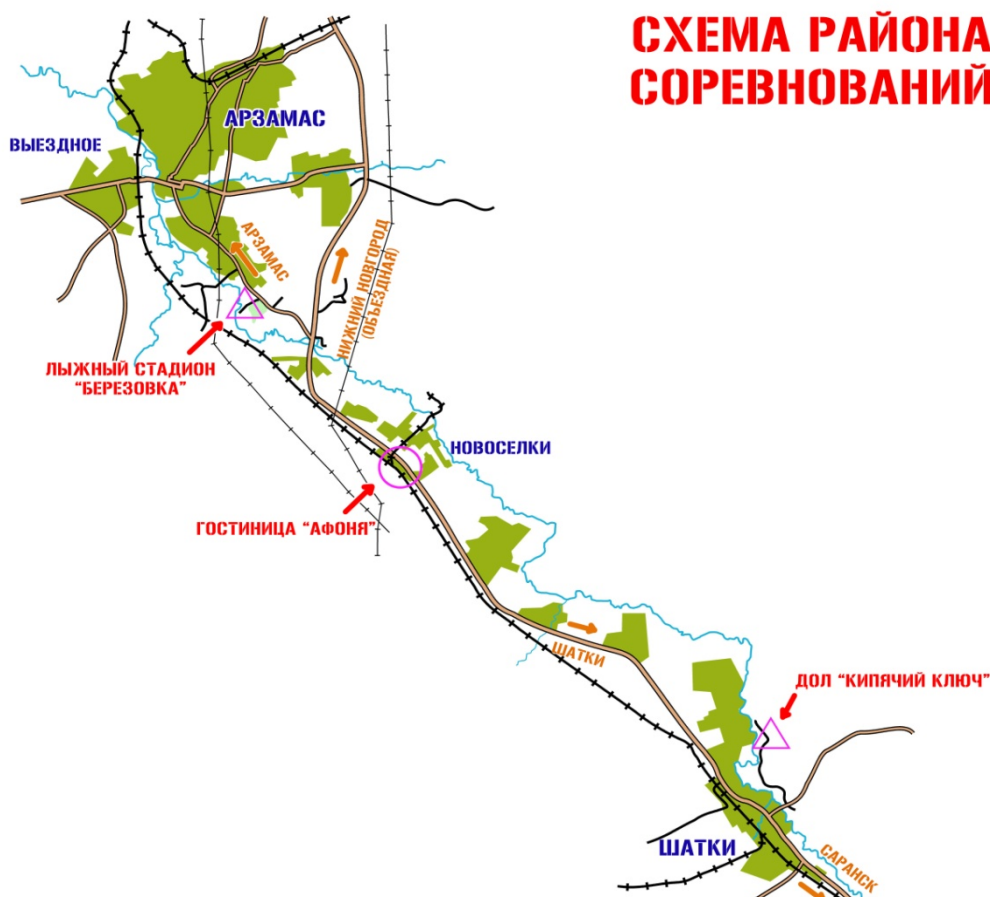 СХЕМА РАЙОНА
СОРЕВНОВАНИЙ
АРЗАМАС
ВЫЕЗДНОЕ
АРЗАМАС
НИЖНИЙ НОВГОРОД
(ОБЪЕЗДНАЯ)
ЛЫЖНЫЙ СТАДИОН
"БЕРЕЗОВКА"
НОВОСЕЛКИ
ГОСТИНИЦА "АФОНЯ"
ШАТКИ
ДОЛ "КИПЯЧИЙ КЛЮЧ"
ШАТКИ
САРАНСК